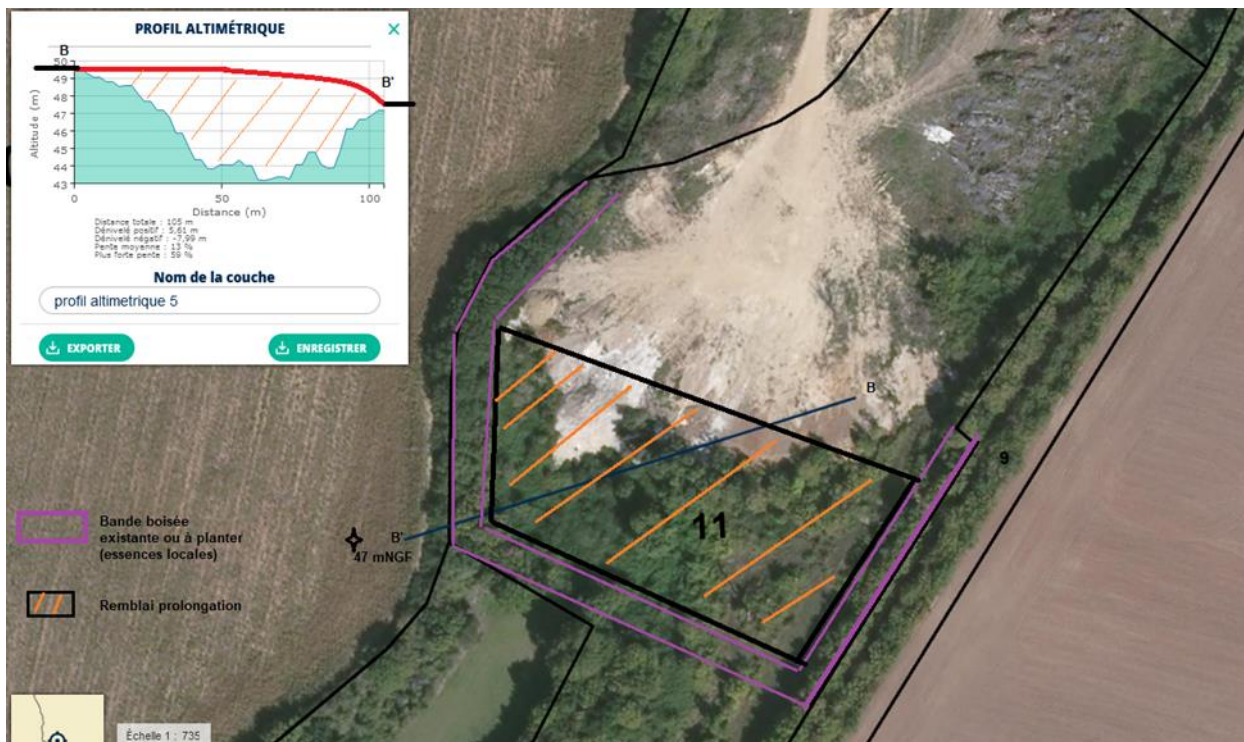 PROFIL ALTIMÉTRIQUE
×
B
B'
50
49
48
47
46
45
44
43
Altitude (m)
0
50
100
Distance (m)
Distance totale : 105 m
Dénivelé positif : 5,61 m
Dénivelé négatif : -7,99 m
Pente moyenne : 13 %
Plus forte pente : 59 %
Nom de la couche
profil altimetrique 5
EXPORTER
ENREGISTRER
B
9
11
B'
47 mNGF
Bande boisée
existante ou à planter
(essences locales)
Remblai prolongation
Échelle 1 : 735